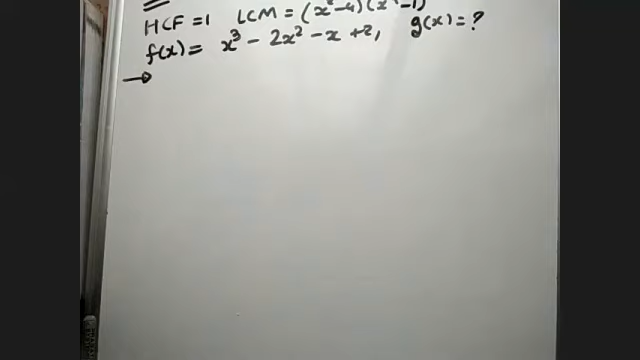 HCF = 1 LCM = (x²-4)(x²-1)
f(x) = x³ - 2x² - x + 2, g(x) = ?
→